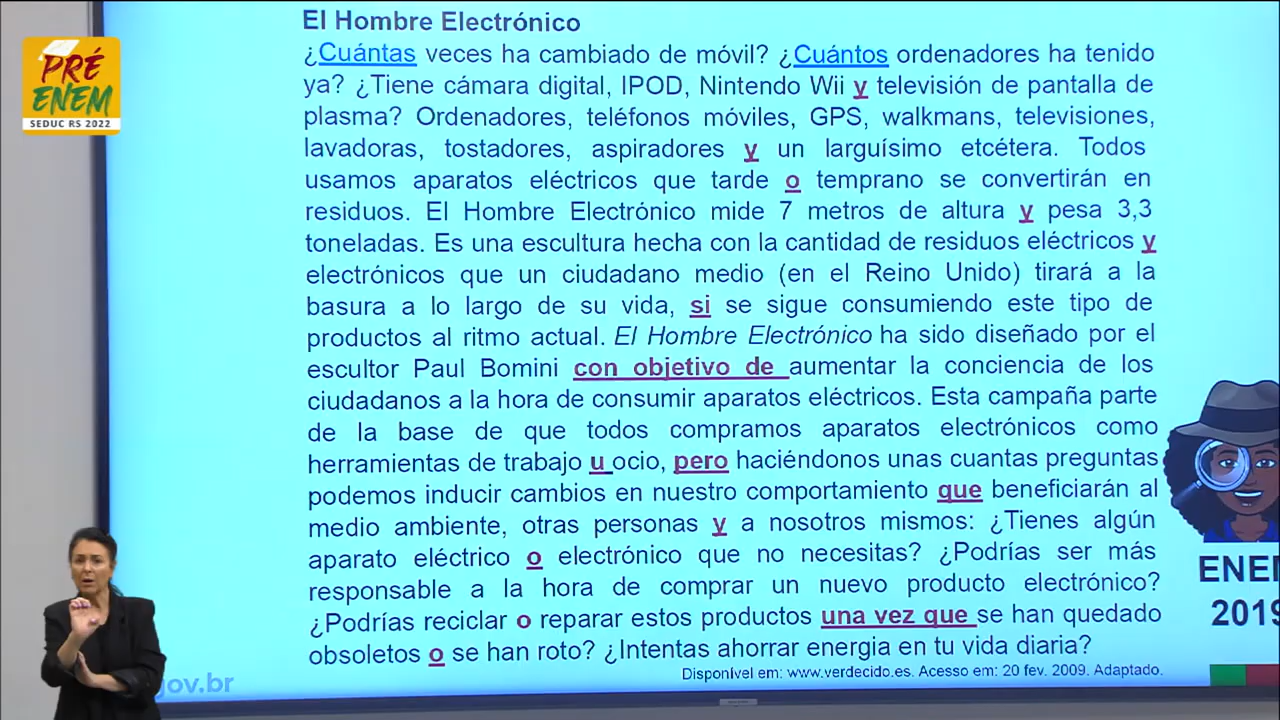 PRÉ
ENEM
SEDUC RS 2022
El Hombre Electrónico
¿Cuántas veces ha cambiado de móvil? ¿Cuántos ordenadores ha tenido
ya? ¿Tiene cámara digital, IPOD, Nintendo Wii y televisión de pantalla de
plasma? Ordenadores, teléfonos móviles, GPS, walkmans, televisiones,
lavadoras, tostadores, aspiradores y un larguísimo etcétera. Todos
usamos aparatos eléctricos que tarde o temprano se convertirán en
residuos. El Hombre Electrónico mide 7 metros de altura y pesa 3,3
toneladas. Es una escultura hecha con la cantidad de residuos eléctricos y
electrónicos que un ciudadano medio (en el Reino Unido) tirará a la
basura a lo largo de su vida, si se sigue consumiendo este tipo de
productos al ritmo actual. El Hombre Electrónico ha sido diseñado por el
escultor Paul Bomini con objetivo de aumentar la conciencia de los
ciudadanos a la hora de consumir aparatos eléctricos. Esta campaña parte
de la base de que todos compramos aparatos electrónicos como
herramientas de trabajo u ocio, pero haciéndonos unas cuantas preguntas
podemos inducir cambios en nuestro comportamiento que beneficiarán al
medio ambiente, otras personas y a nosotros mismos: ¿Tienes algún
aparato eléctrico o electrónico que no necesitas? ¿Podrías ser más
responsable a la hora de comprar un nuevo producto electrónico?
¿Podrías reciclar o reparar estos productos una vez que se han quedado
obsoletos o se han roto? ¿Intentas ahorrar energia en tu vida diaria?
Disponível em: www.verdecido.es. Acesso em: 20 fev. 2009. Adaptado.
ENEM
2019
.gov.br